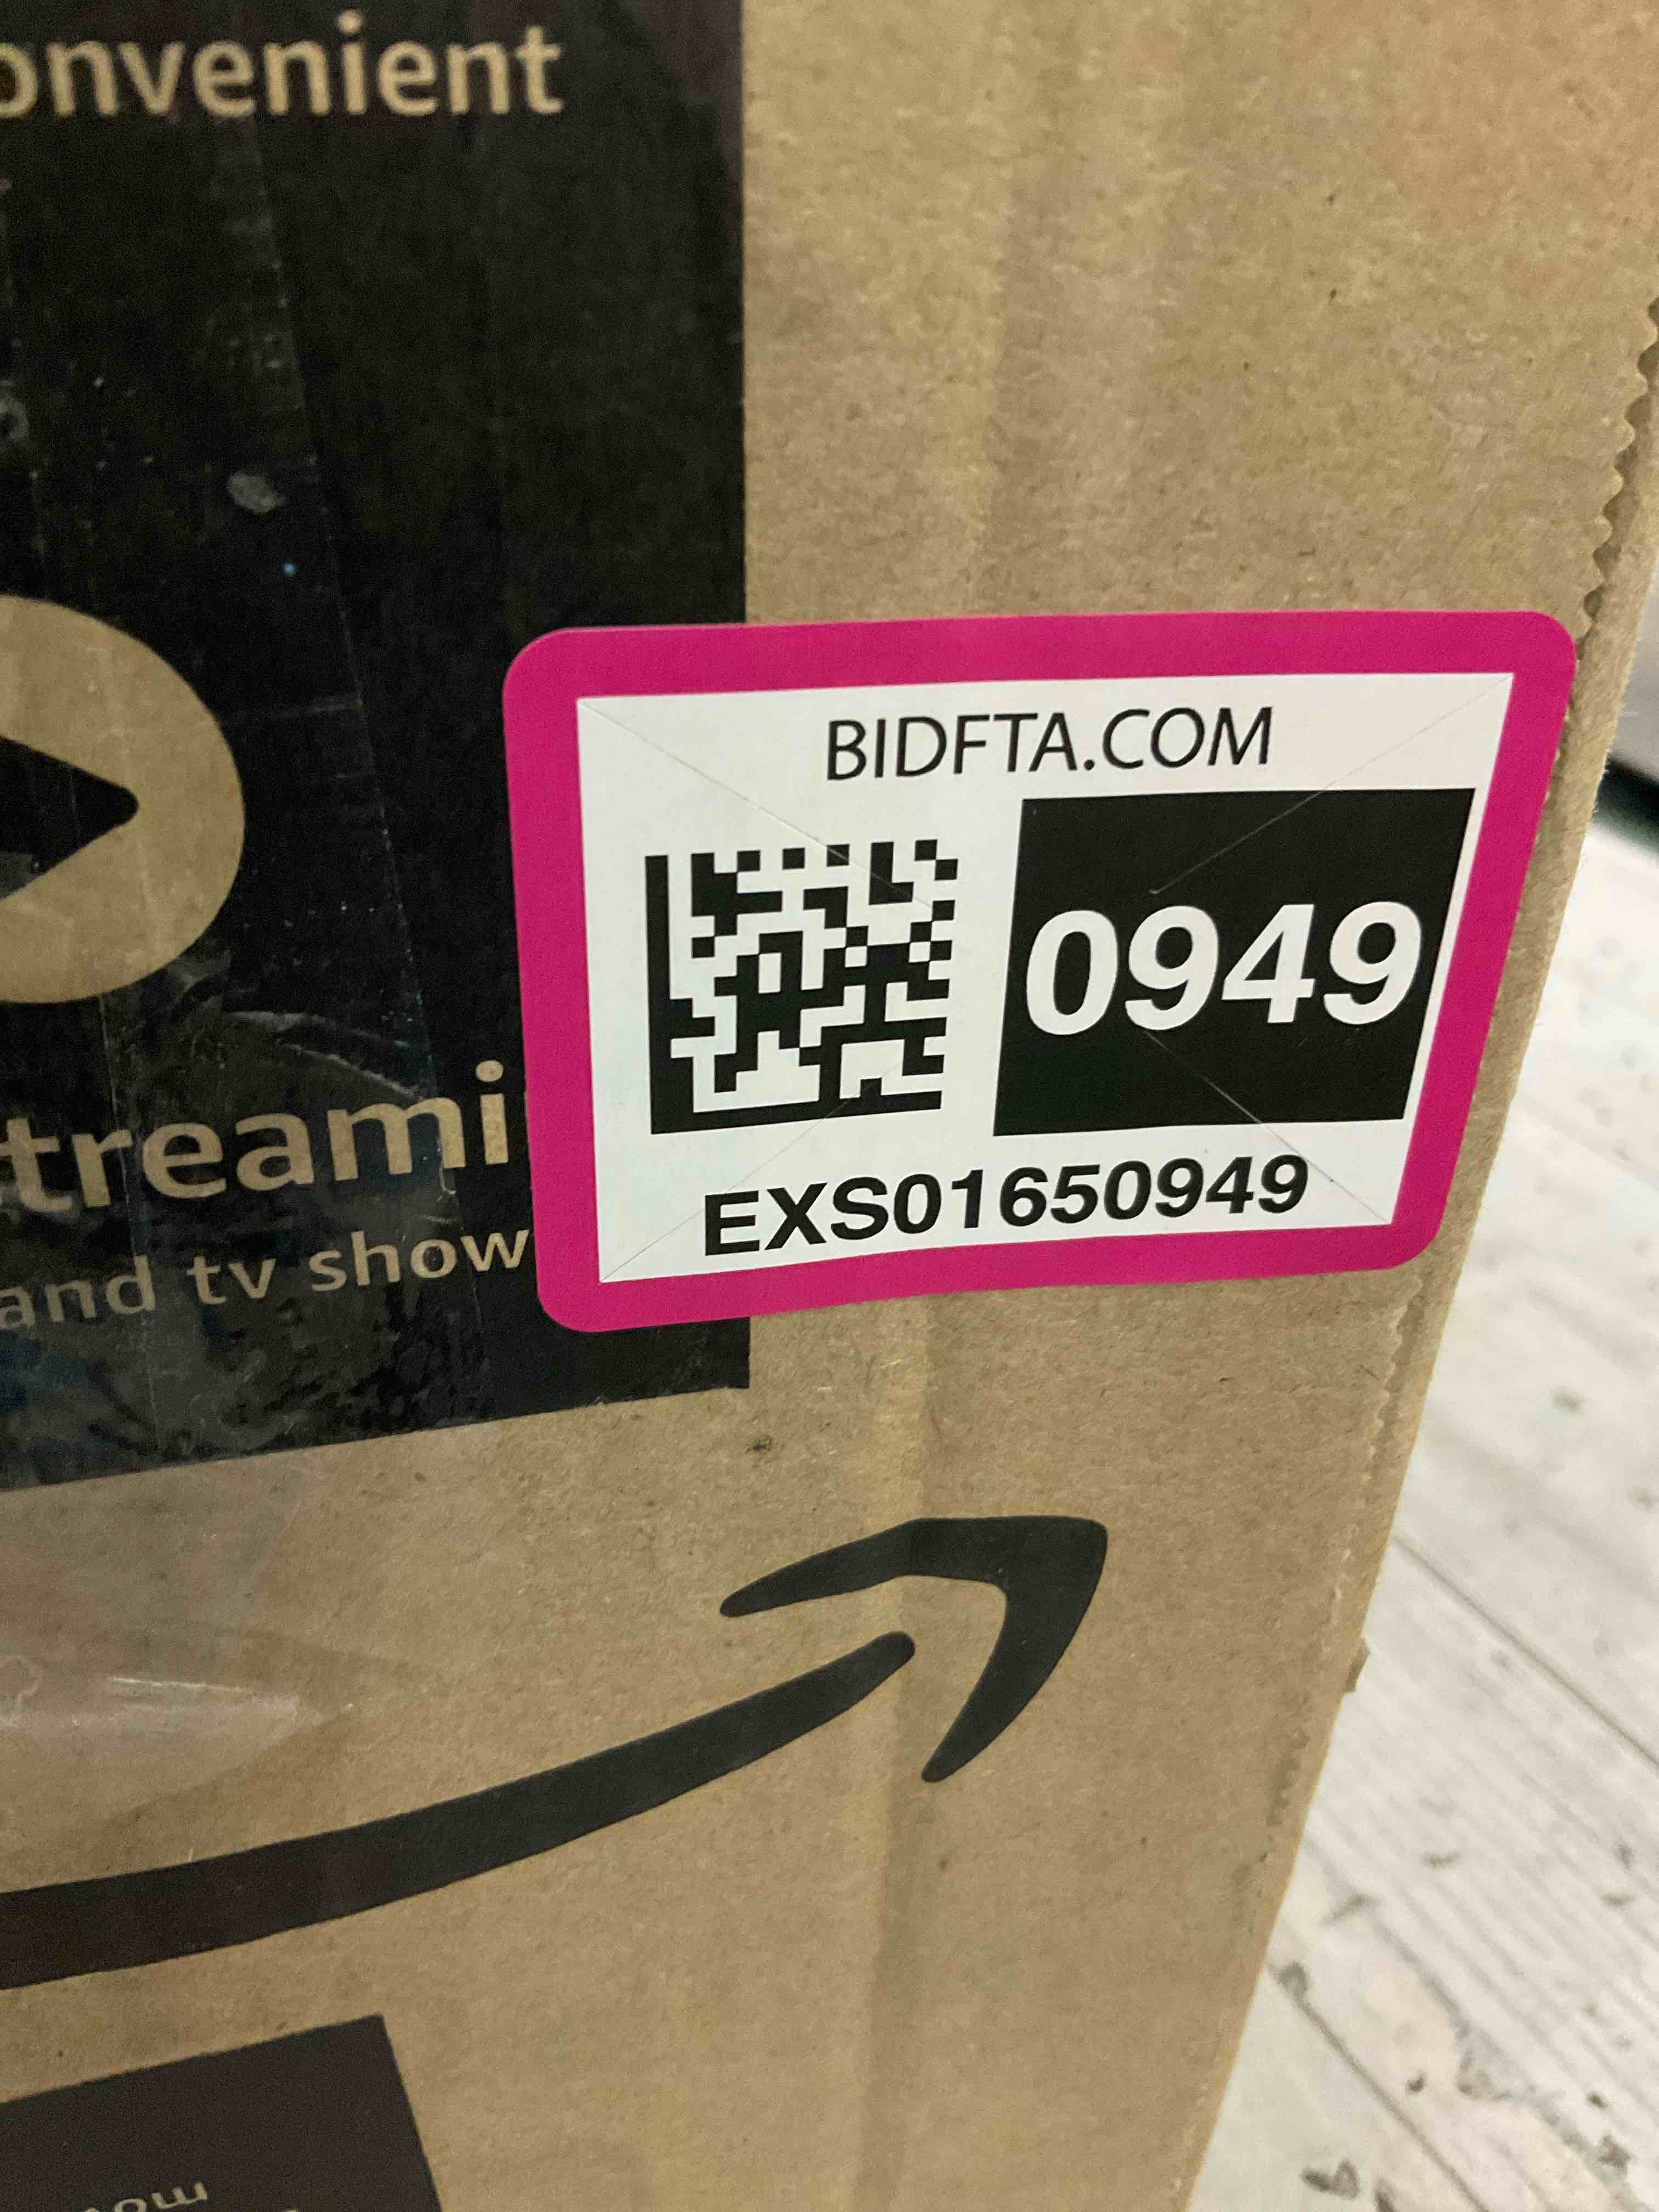 onvenient
BIDFTA.COM
0949
EXS01650949
treami
and tv show